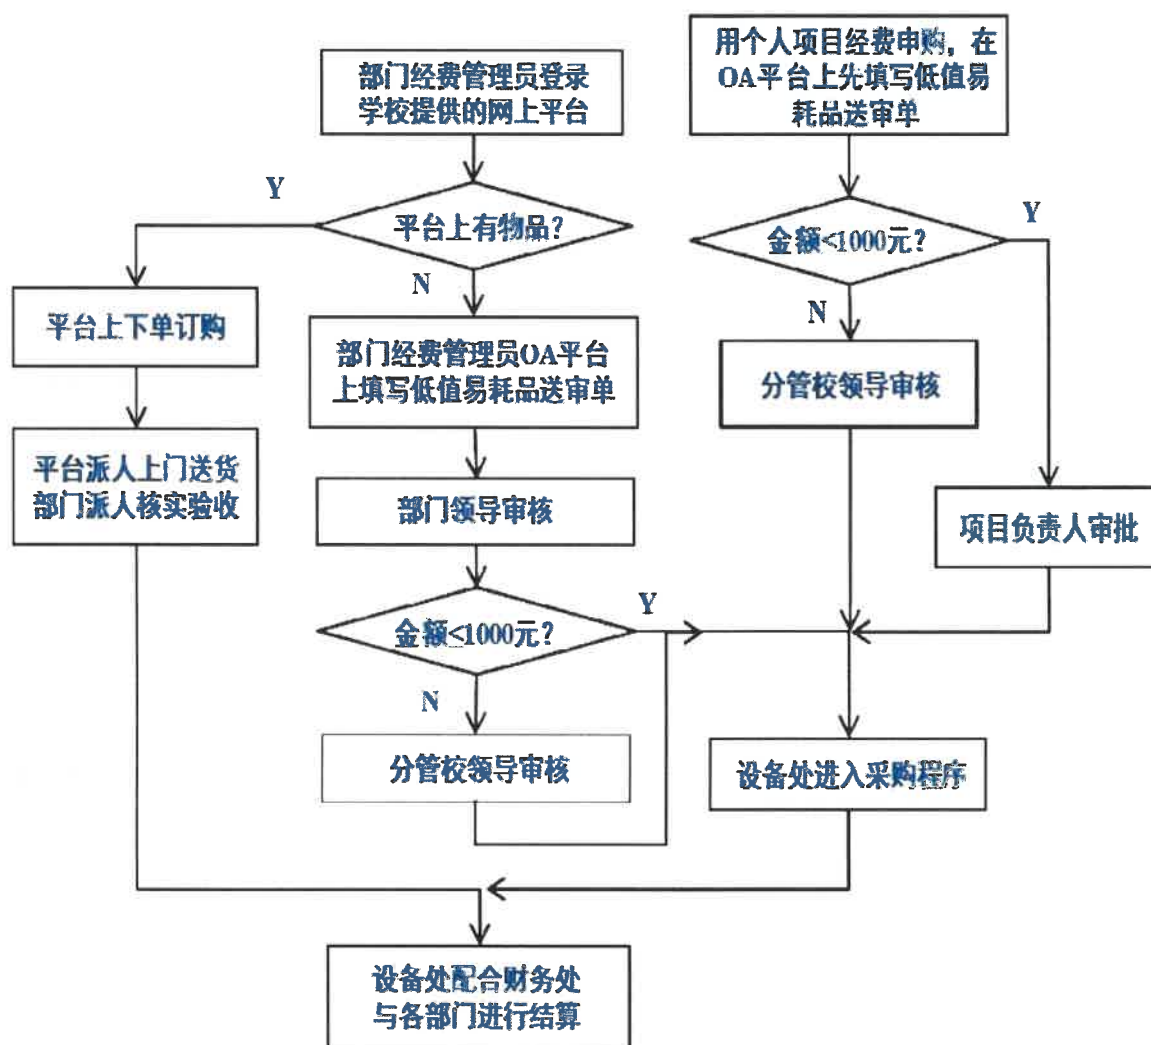 部门经费管理员登录
学校提供的网上平台
用个人项目经费申购，在
OA平台上先填写低值易
耗品送审单
Y
平台上有物品？
N
Y
金额<1000元？
N
平台上下单订购
部门经费管理员OA平台
上填写低值易耗品送审单
分管校领导审核
平台派人上门送货
部门派人核实验收
部门领导审核
项目负责人审批
金额≤1000元？
Y
N
分管校领导审核
设备处进入采购程序
设备处配合财务处
与各部门进行结算